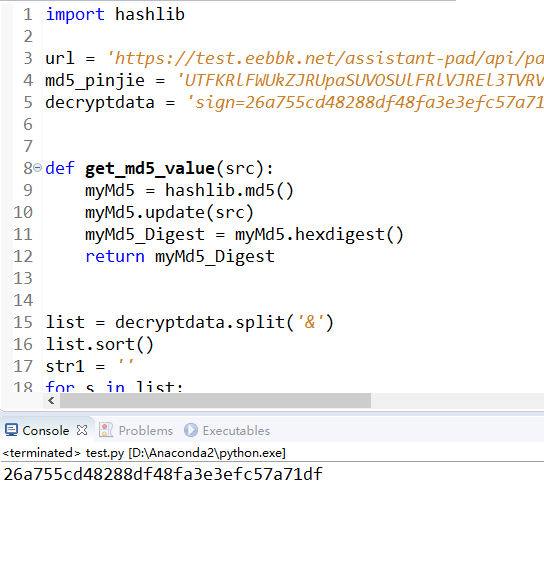 1 import hashlib
2
3 url = 'https://test.eebbk.net/assistant-pad/api/pa
4 md5_pinjie = 'UTFKRlFWUkZJRUpaSUVOSULFRlVJREl3TVRV
5 decryptdata = 'sign=26a755cd48288df48fa3e3efc57a71
6
7
8 def get_md5_value(src):
9 myMd5 = hashlib.md5()
10 myMd5.update(src)
11 myMd5_Digest = myMd5.hexdigest()
12 return myMd5_Digest
13
14
15 list = decryptdata.split('&')
16 list.sort()
17 str1 = ''
18 for s in list:
Console Problems Executables
<terminated> test.py [D:\Anaconda2\python.exe]
26a755cd48288df48fa3e3efc57a71df